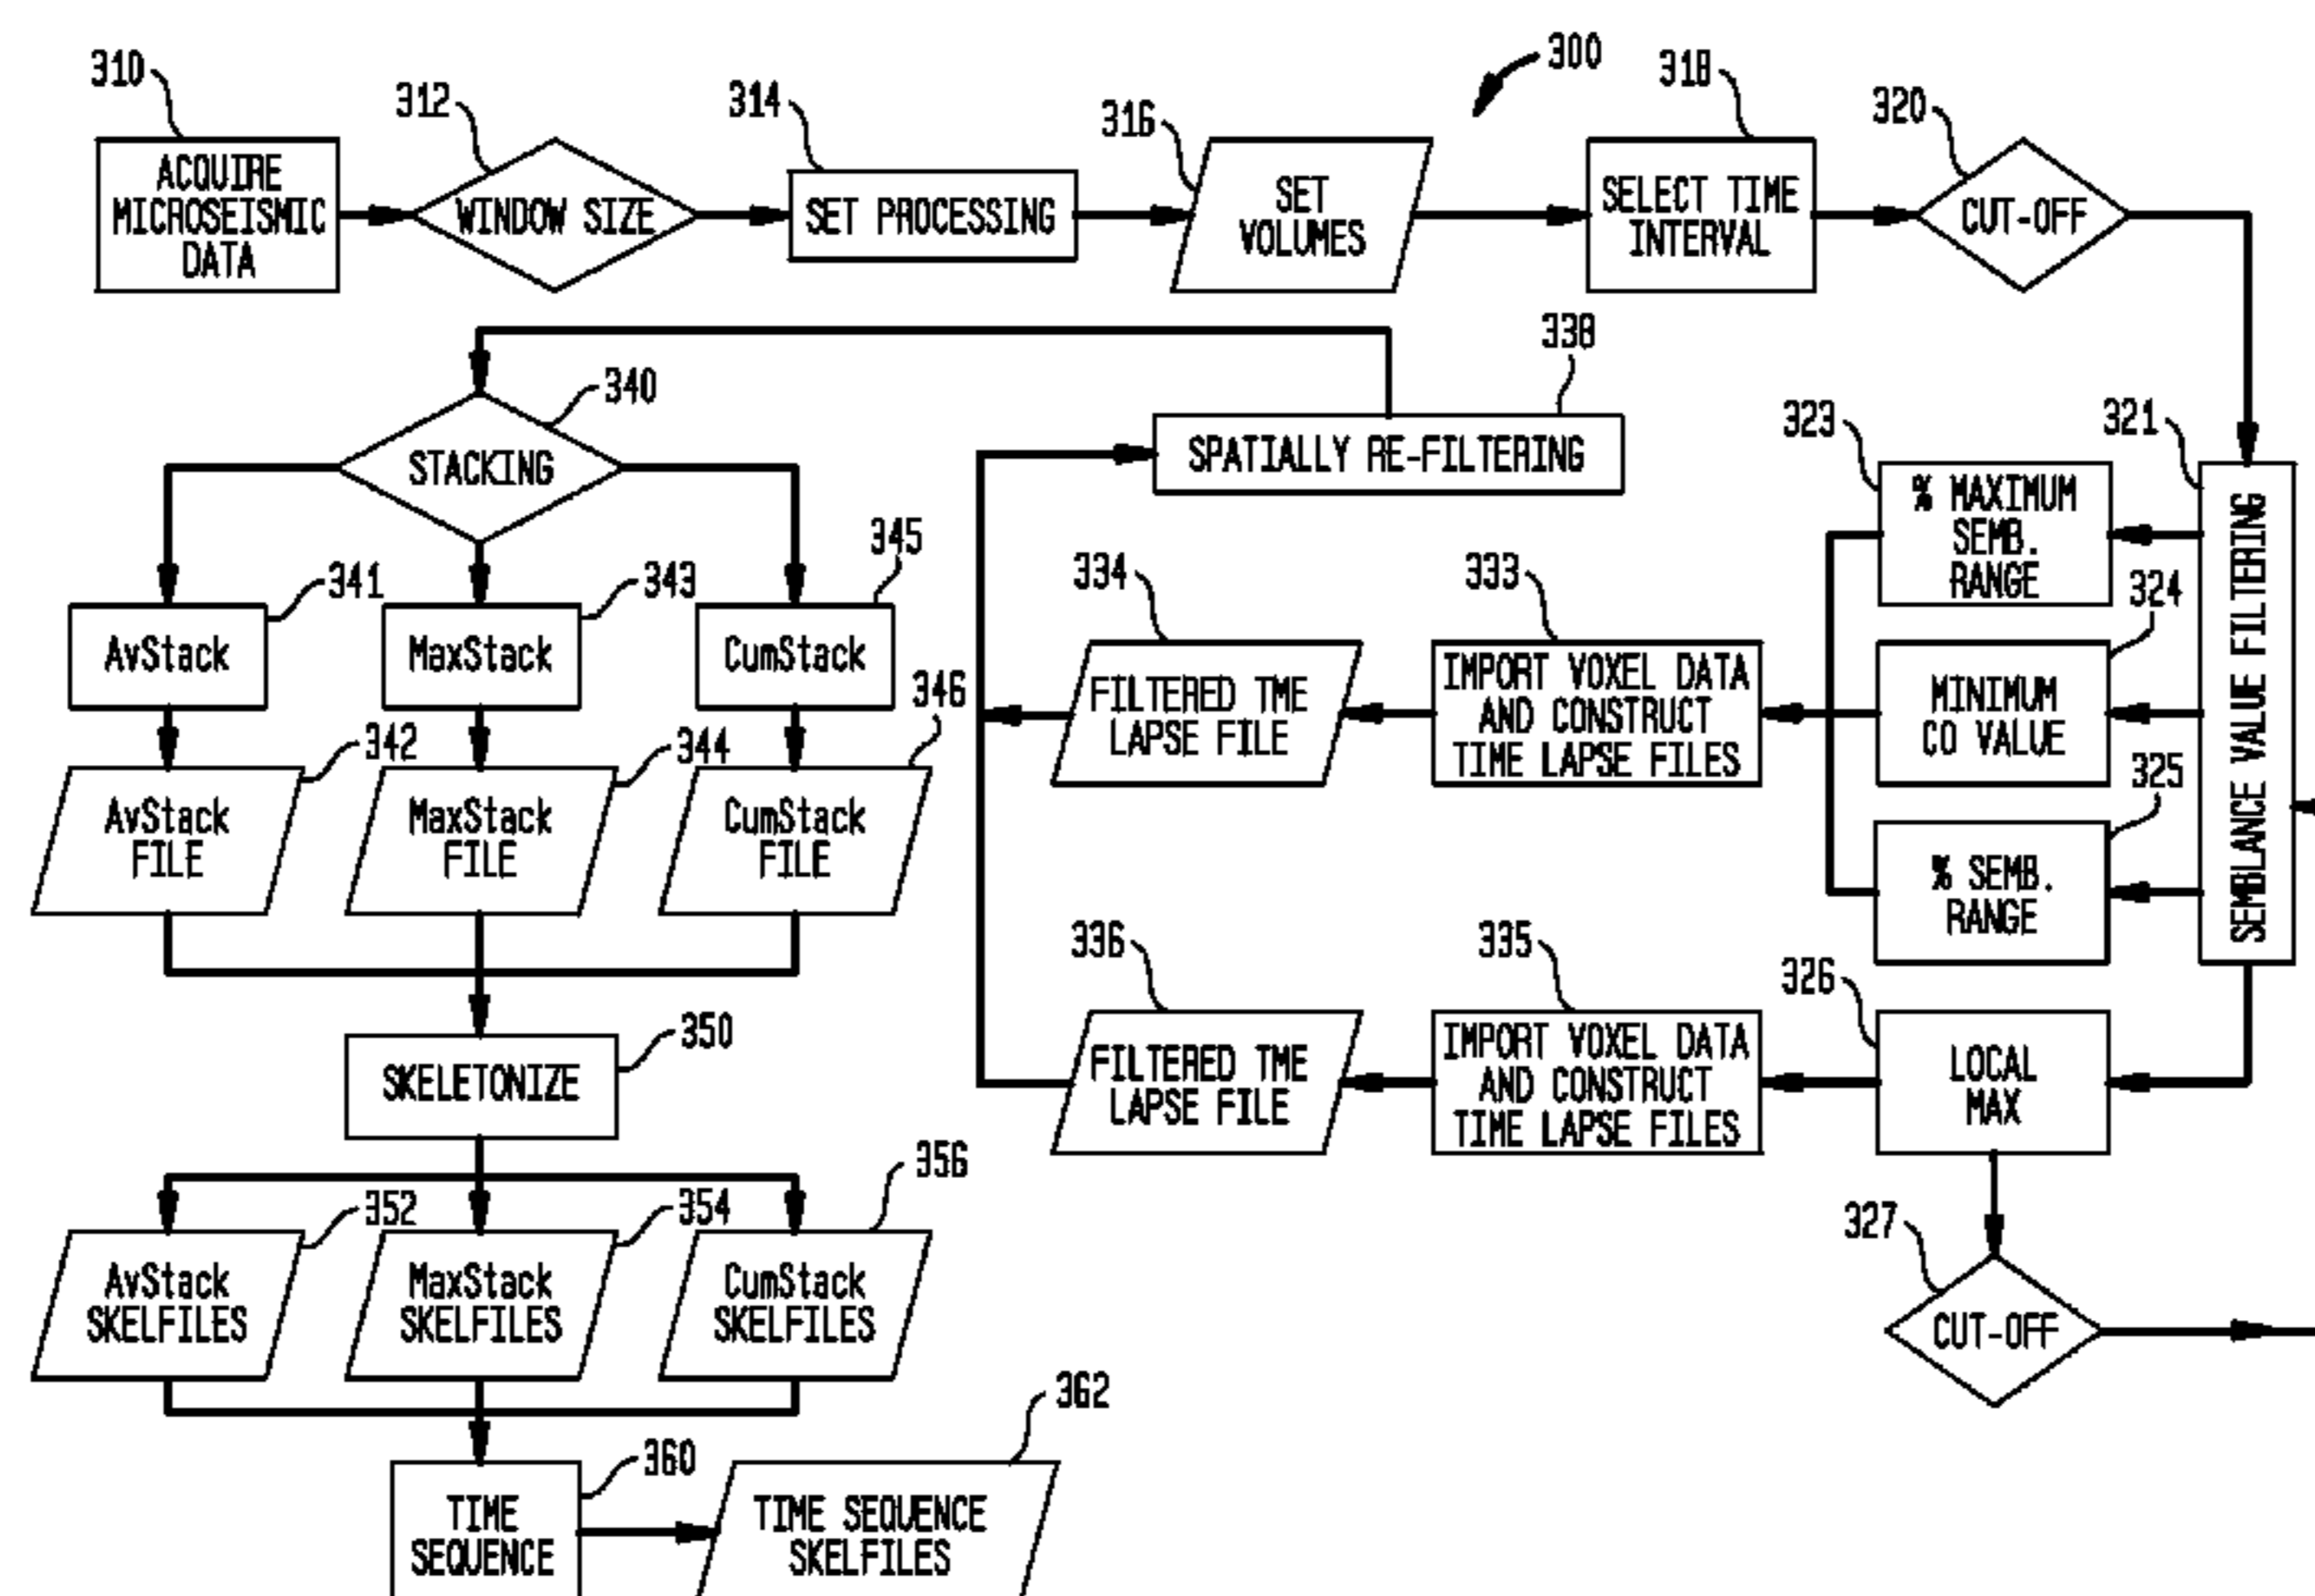 300
310
ACQUIRE
MICROSEISMIC
DATA
312
WINDOW SIZE
314
SET PROCESSING
316
SET
VOLUMES
318
SELECT TIME
INTERVAL
320
CUT-OFF
321
SEMBLANCE VALUE FILTERING
323
% MAXIMUM
SEMB.
RANGE
324
MINIMUM
CO VALUE
325
% SEMB.
RANGE
326
LOCAL
MAX
327
CUT-OFF
333
IMPORT VOXEL DATA
AND CONSTRUCT
TIME LAPSE FILES
334
FILTERED TME
LAPSE FILE
335
IMPORT VOXEL DATA
AND CONSTRUCT
TIME LAPSE FILES
336
FILTERED TME
LAPSE FILE
338
SPATIALLY RE-FILTERING
340
STACKING
341
AvStack
343
MaxStack
345
CumStack
342
AvStack
FILE
344
MaxStack
FILE
346
CumStack
FILE
350
SKELETONIZE
352
AvStack
SKELFILES
354
MaxStack
SKELFILES
356
CumStack
SKELFILES
360
TIME
SEQUENCE
362
TIME SEQUENCE
SKELFILES